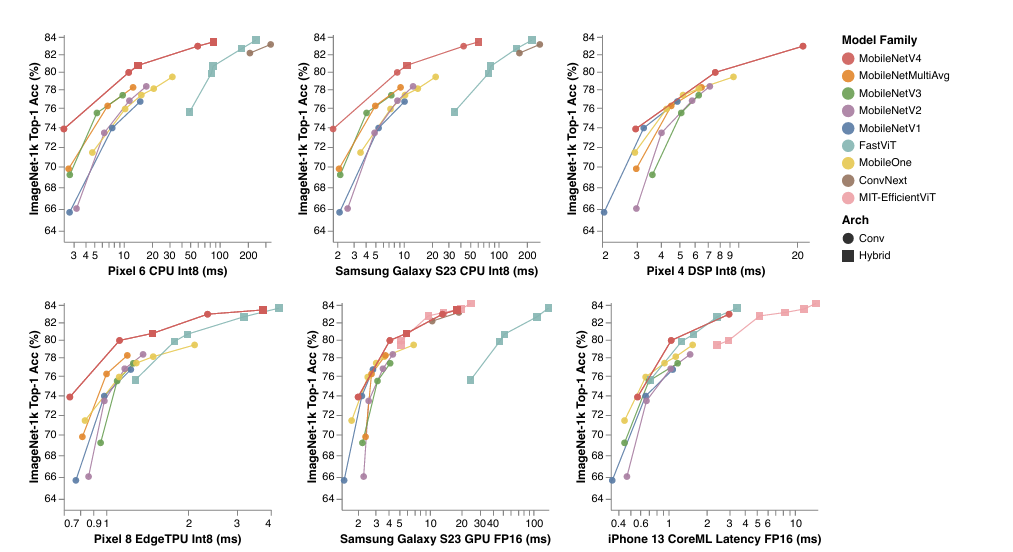 ImageNet-1k Top-1 Acc (%)
84
82
80
78
76
74
72
70
68
66
64
3 4 5 10 20 30 50 100 200
Pixel 6 CPU Int8 (ms)
ImageNet-1k Top-1 Acc (%)
84
82
80
78
76
74
72
70
68
66
64
2 3 4 5 10 20 30 50 100 200
Samsung Galaxy S23 CPU Int8 (ms)
ImageNet-1k Top-1 Acc (%)
84
82
80
78
76
74
72
70
68
66
64
2 3 4 5 6 7 8 9 20
Pixel 4 DSP Int8 (ms)
Model Family
MobileNetV4
MobileNetMultiAvg
MobileNetV3
MobileNetV2
MobileNetV1
FastViT
MobileOne
ConvNext
MIT-EfficientViT
Arch
Conv
Hybrid
ImageNet-1k Top-1 Acc (%)
84
82
80
78
76
74
72
70
68
66
64
0.7 0.9 1 2 3 4
Pixel 8 EdgeTPU Int8 (ms)
ImageNet-1k Top-1 Acc (%)
84
82
80
78
76
74
72
70
68
66
64
2 3 4 5 10 20 30 40 100
Samsung Galaxy S23 GPU FP16 (ms)
ImageNet-1k Top-1 Acc (%)
84
82
80
78
76
74
72
70
68
66
64
0.4 0.6 1 2 3 4 5 6 10
iPhone 13 CoreML Latency FP16 (ms)